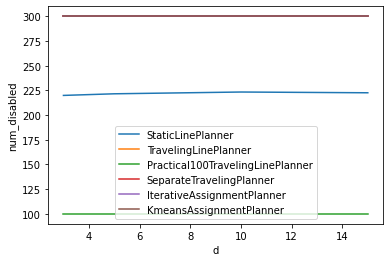 300
275
250
225
200
175
150
125
100
num_disabled
StaticLinePlanner
TravelingLinePlanner
Practical100TravelingLinePlanner
SeparateTravelingPlanner
IterativeAssignmentPlanner
KmeansAssignmentPlanner
4 6 8 10 12 14
d